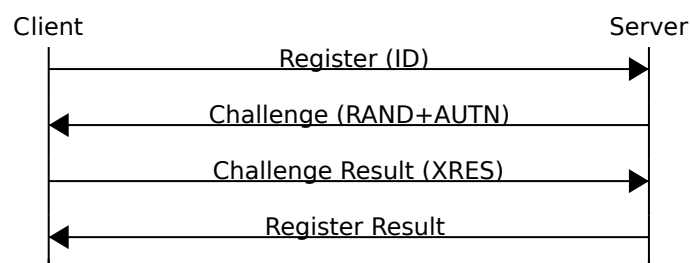 Client
Server
Register (ID)
Challenge (RAND+AUTN)
Challenge Result (XRES)
Register Result